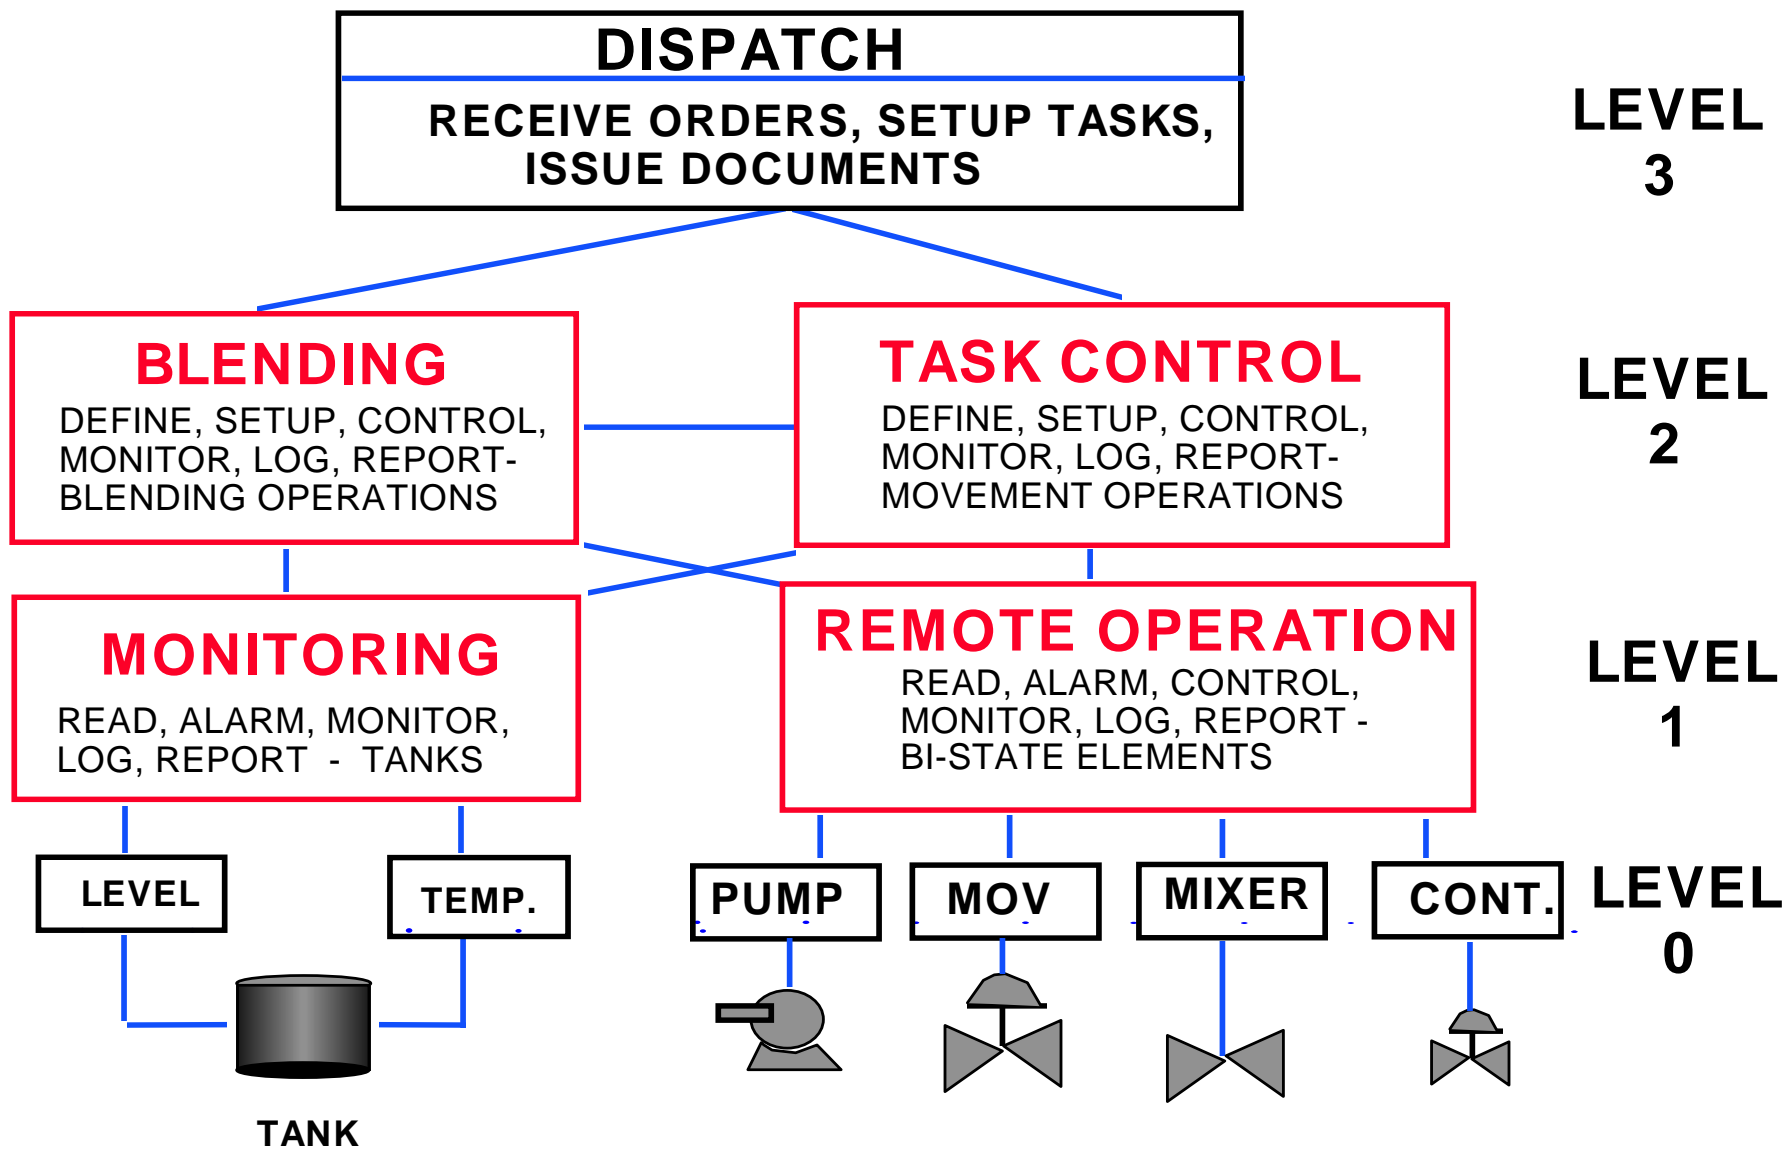 DISPATCH
RECEIVE ORDERS, SETUP TASKS,
ISSUE DOCUMENTS
LEVEL
3
BLENDING
DEFINE, SETUP, CONTROL,
MONITOR, LOG, REPORT-
BLENDING OPERATIONS
TASK CONTROL
DEFINE, SETUP, CONTROL,
MONITOR, LOG, REPORT-
MOVEMENT OPERATIONS
LEVEL
2
MONITORING
READ, ALARM, MONITOR,
LOG, REPORT - TANKS
REMOTE OPERATION
READ, ALARM, CONTROL,
MONITOR, LOG, REPORT -
BI-STATE ELEMENTS
LEVEL
1
LEVEL
TEMP.
PUMP
MOV
MIXER
CONT.
LEVEL
0
TANK